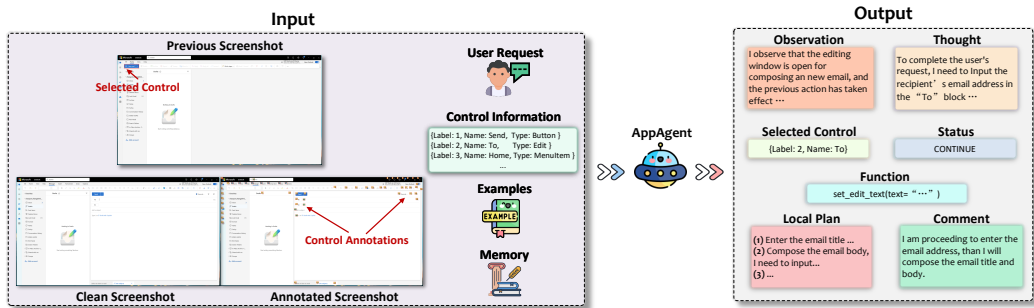 Input
Output
Previous Screenshot
Selected Control
Clean Screenshot
Annotated Screenshot
Control Annotations
User Request
Control Information
{Label: 1, Name: Send, Type: Button }
{Label: 2, Name: To, Type: Edit }
{Label: 3, Name: Home, Type: MenuItem }
...
Examples
EXAMPLE
Memory
AppAgent
Observation
I observe that the editing
window is open for
composing an new email, and
the previous action has taken
effect ...
Thought
To complete the user's
request, I need to Input the
recipient's email address in
the “To” block ...
Selected Control
{Label: 2, Name: To}
Status
CONTINUE
Function
set_edit_text(text= “...” )
Local Plan
(1) Enter the email title ...
(2) Compose the email body,
I need to input...
(3) ...
Comment
I am proceeding to enter the
email address, than I will
compose the email title and
body.